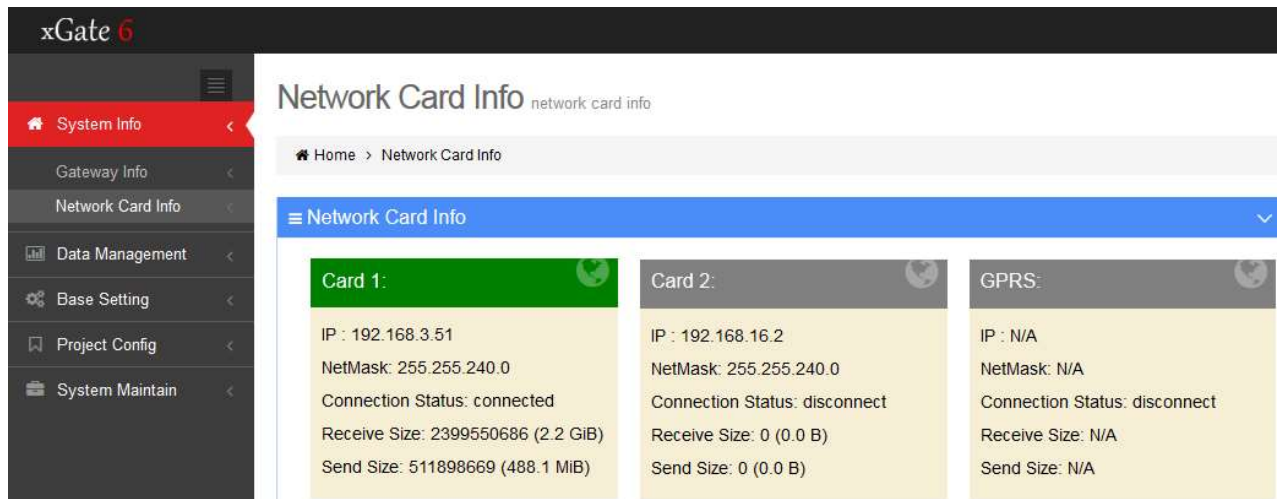 xGate 6
System Info
Gateway Info
Network Card Info
Data Management
Base Setting
Project Config
System Maintain
Network Card Info network card info
Home > Network Card Info
Network Card Info
Card 1:
IP : 192.168.3.51
NetMask: 255.255.240.0
Connection Status: connected
Receive Size: 2399550686 (2.2 GiB)
Send Size: 511898669 (488.1 MiB)
Card 2:
IP : 192.168.16.2
NetMask: 255.255.240.0
Connection Status: disconnect
Receive Size: 0 (0.0 B)
Send Size: 0 (0.0 B)
GPRS:
IP : N/A
NetMask: N/A
Connection Status: disconnect
Receive Size: N/A
Send Size: N/A